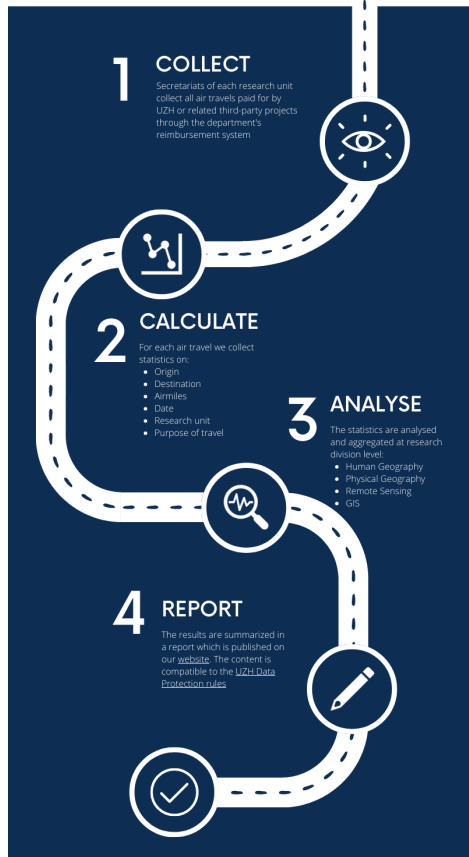 1
COLLECT
Secretariats of each research unit
collect all air travels paid for by
UZH or related third-party projects
through the department's
reimbursement system
2
CALCULATE
For each air travel we collect
statistics on:
• Origin
• Destination
• Airmiles
• Date
• Research unit
• Purpose of travel
3
ANALYSE
The statistics are analysed
and aggregated at research
division level:
• Human Geography
• Physical Geography
• Remote Sensing
• GIS
4
REPORT
The results are summarized in
a report which is published on
our website. The content is
compatible to the UZH Data
Protection rules